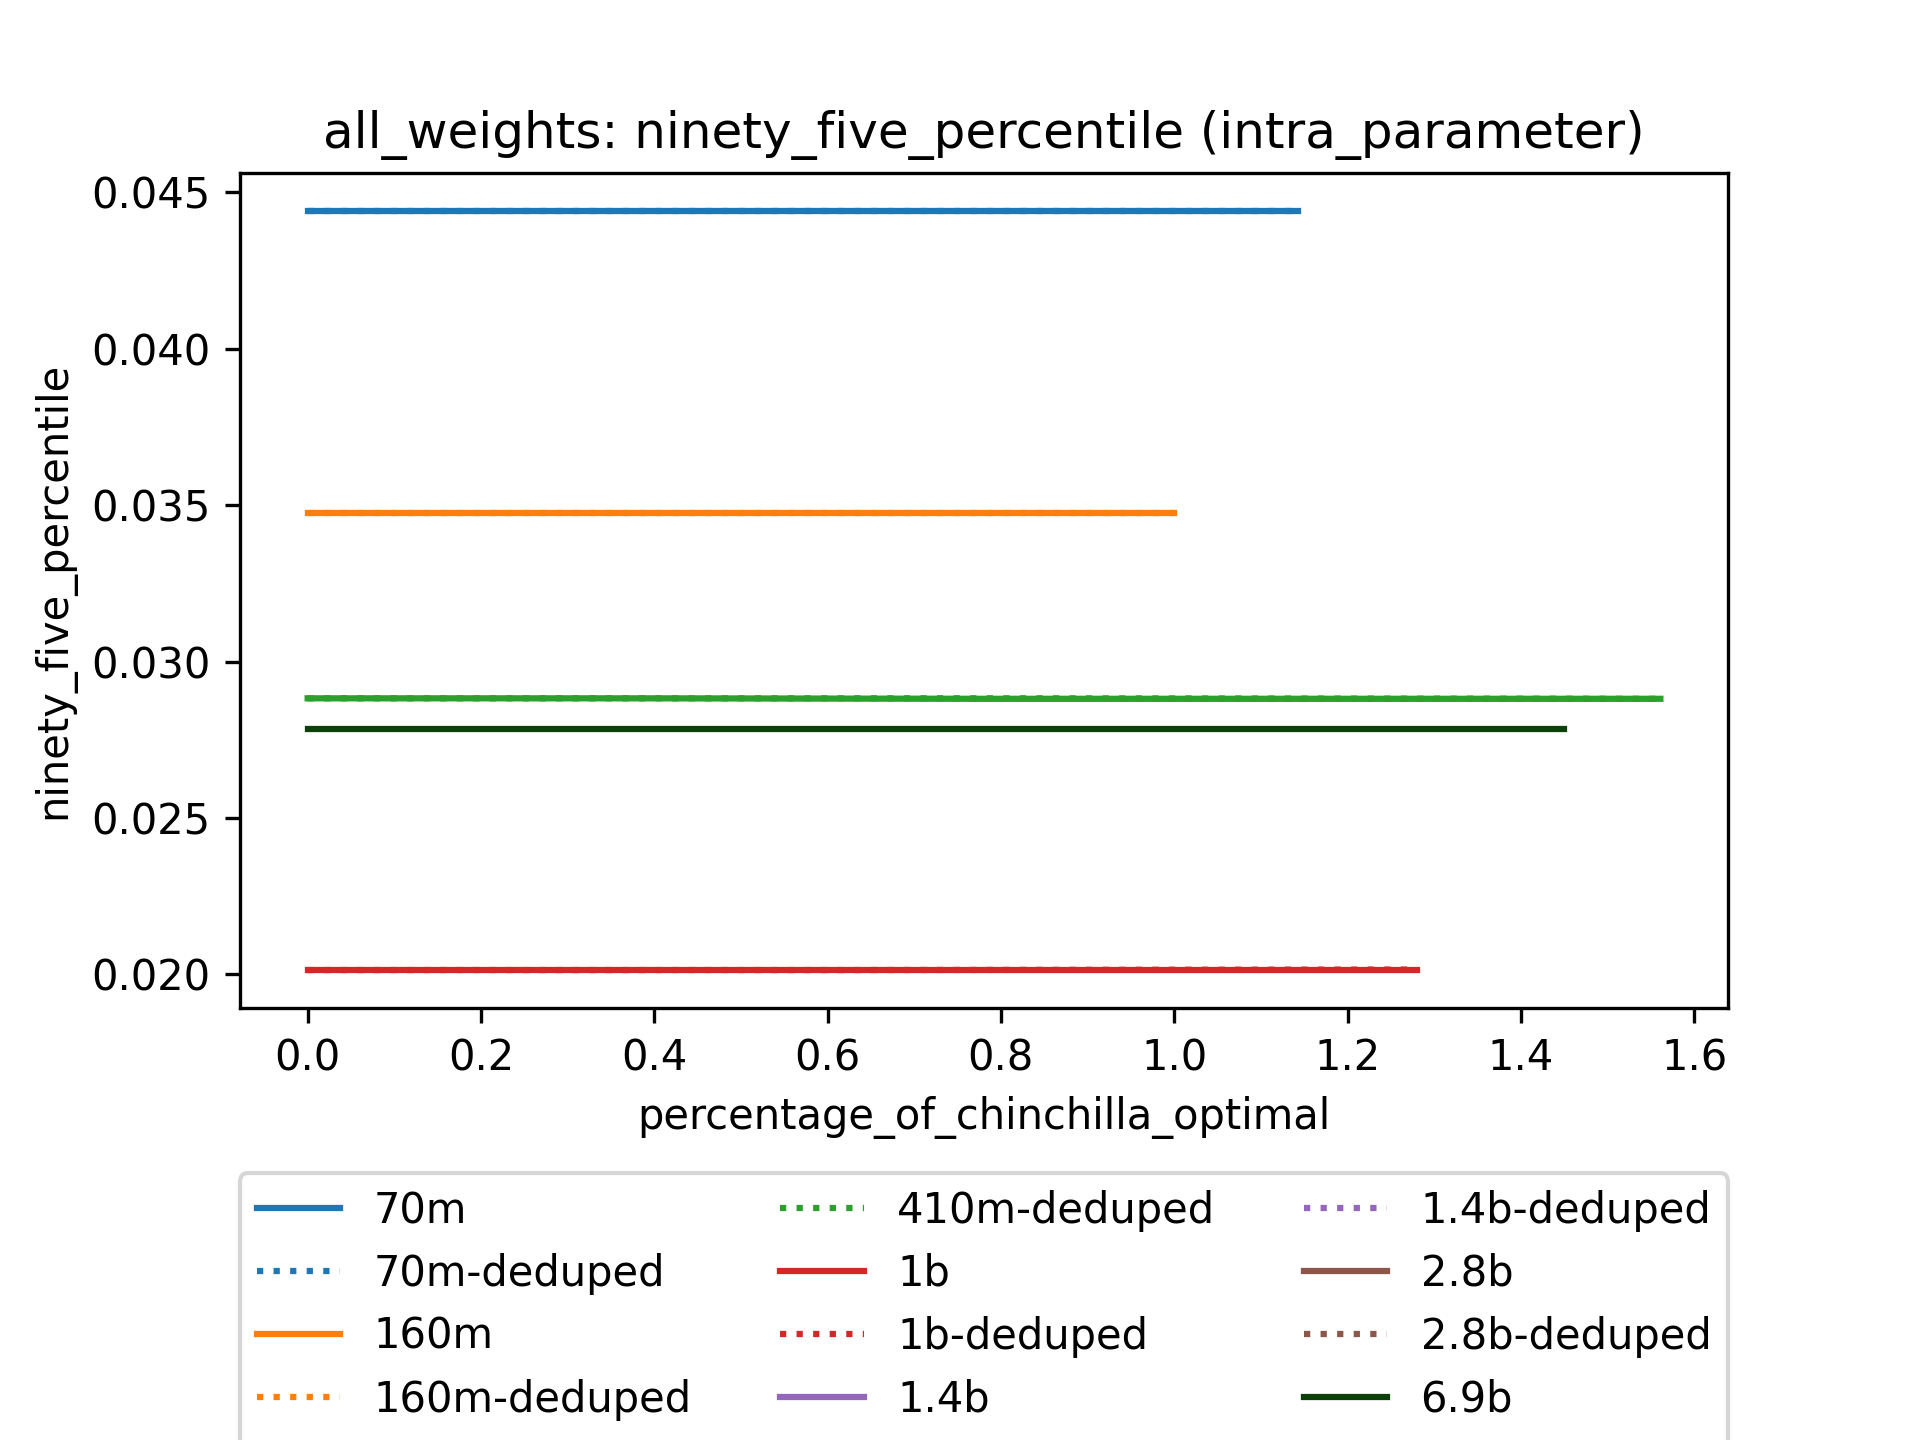 all_weights: ninety_five_percentile (intra_parameter)
ninety_five_percentile
0.045
0.040
0.035
0.030
0.025
0.020
0.0 0.2 0.4 0.6 0.8 1.0 1.2 1.4 1.6
percentage_of_chinchilla_optimal
70m
70m-deduped
160m
160m-deduped
410m-deduped
1b
1b-deduped
1.4b
1.4b-deduped
2.8b
2.8b-deduped
6.9b